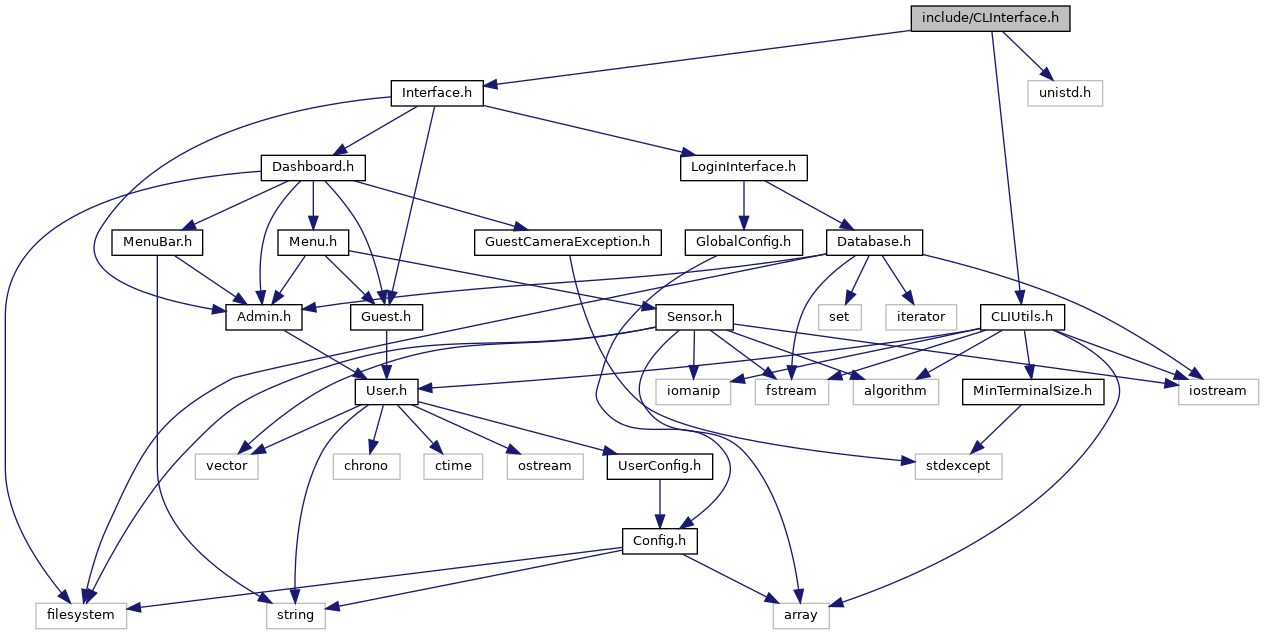 include/CLInterface.h
Interface.h
unistd.h
Dashboard.h
LoginInterface.h
MenuBar.h
Menu.h
GuestCameraException.h
GlobalConfig.h
Database.h
Admin.h
Guest.h
Sensor.h
set
iterator
CLIUtils.h
User.h
iomanip
fstream
algorithm
MinTerminalSize.h
iostream
vector
chrono
ctime
ostream
UserConfig.h
stdexcept
Config.h
filesystem
string
array